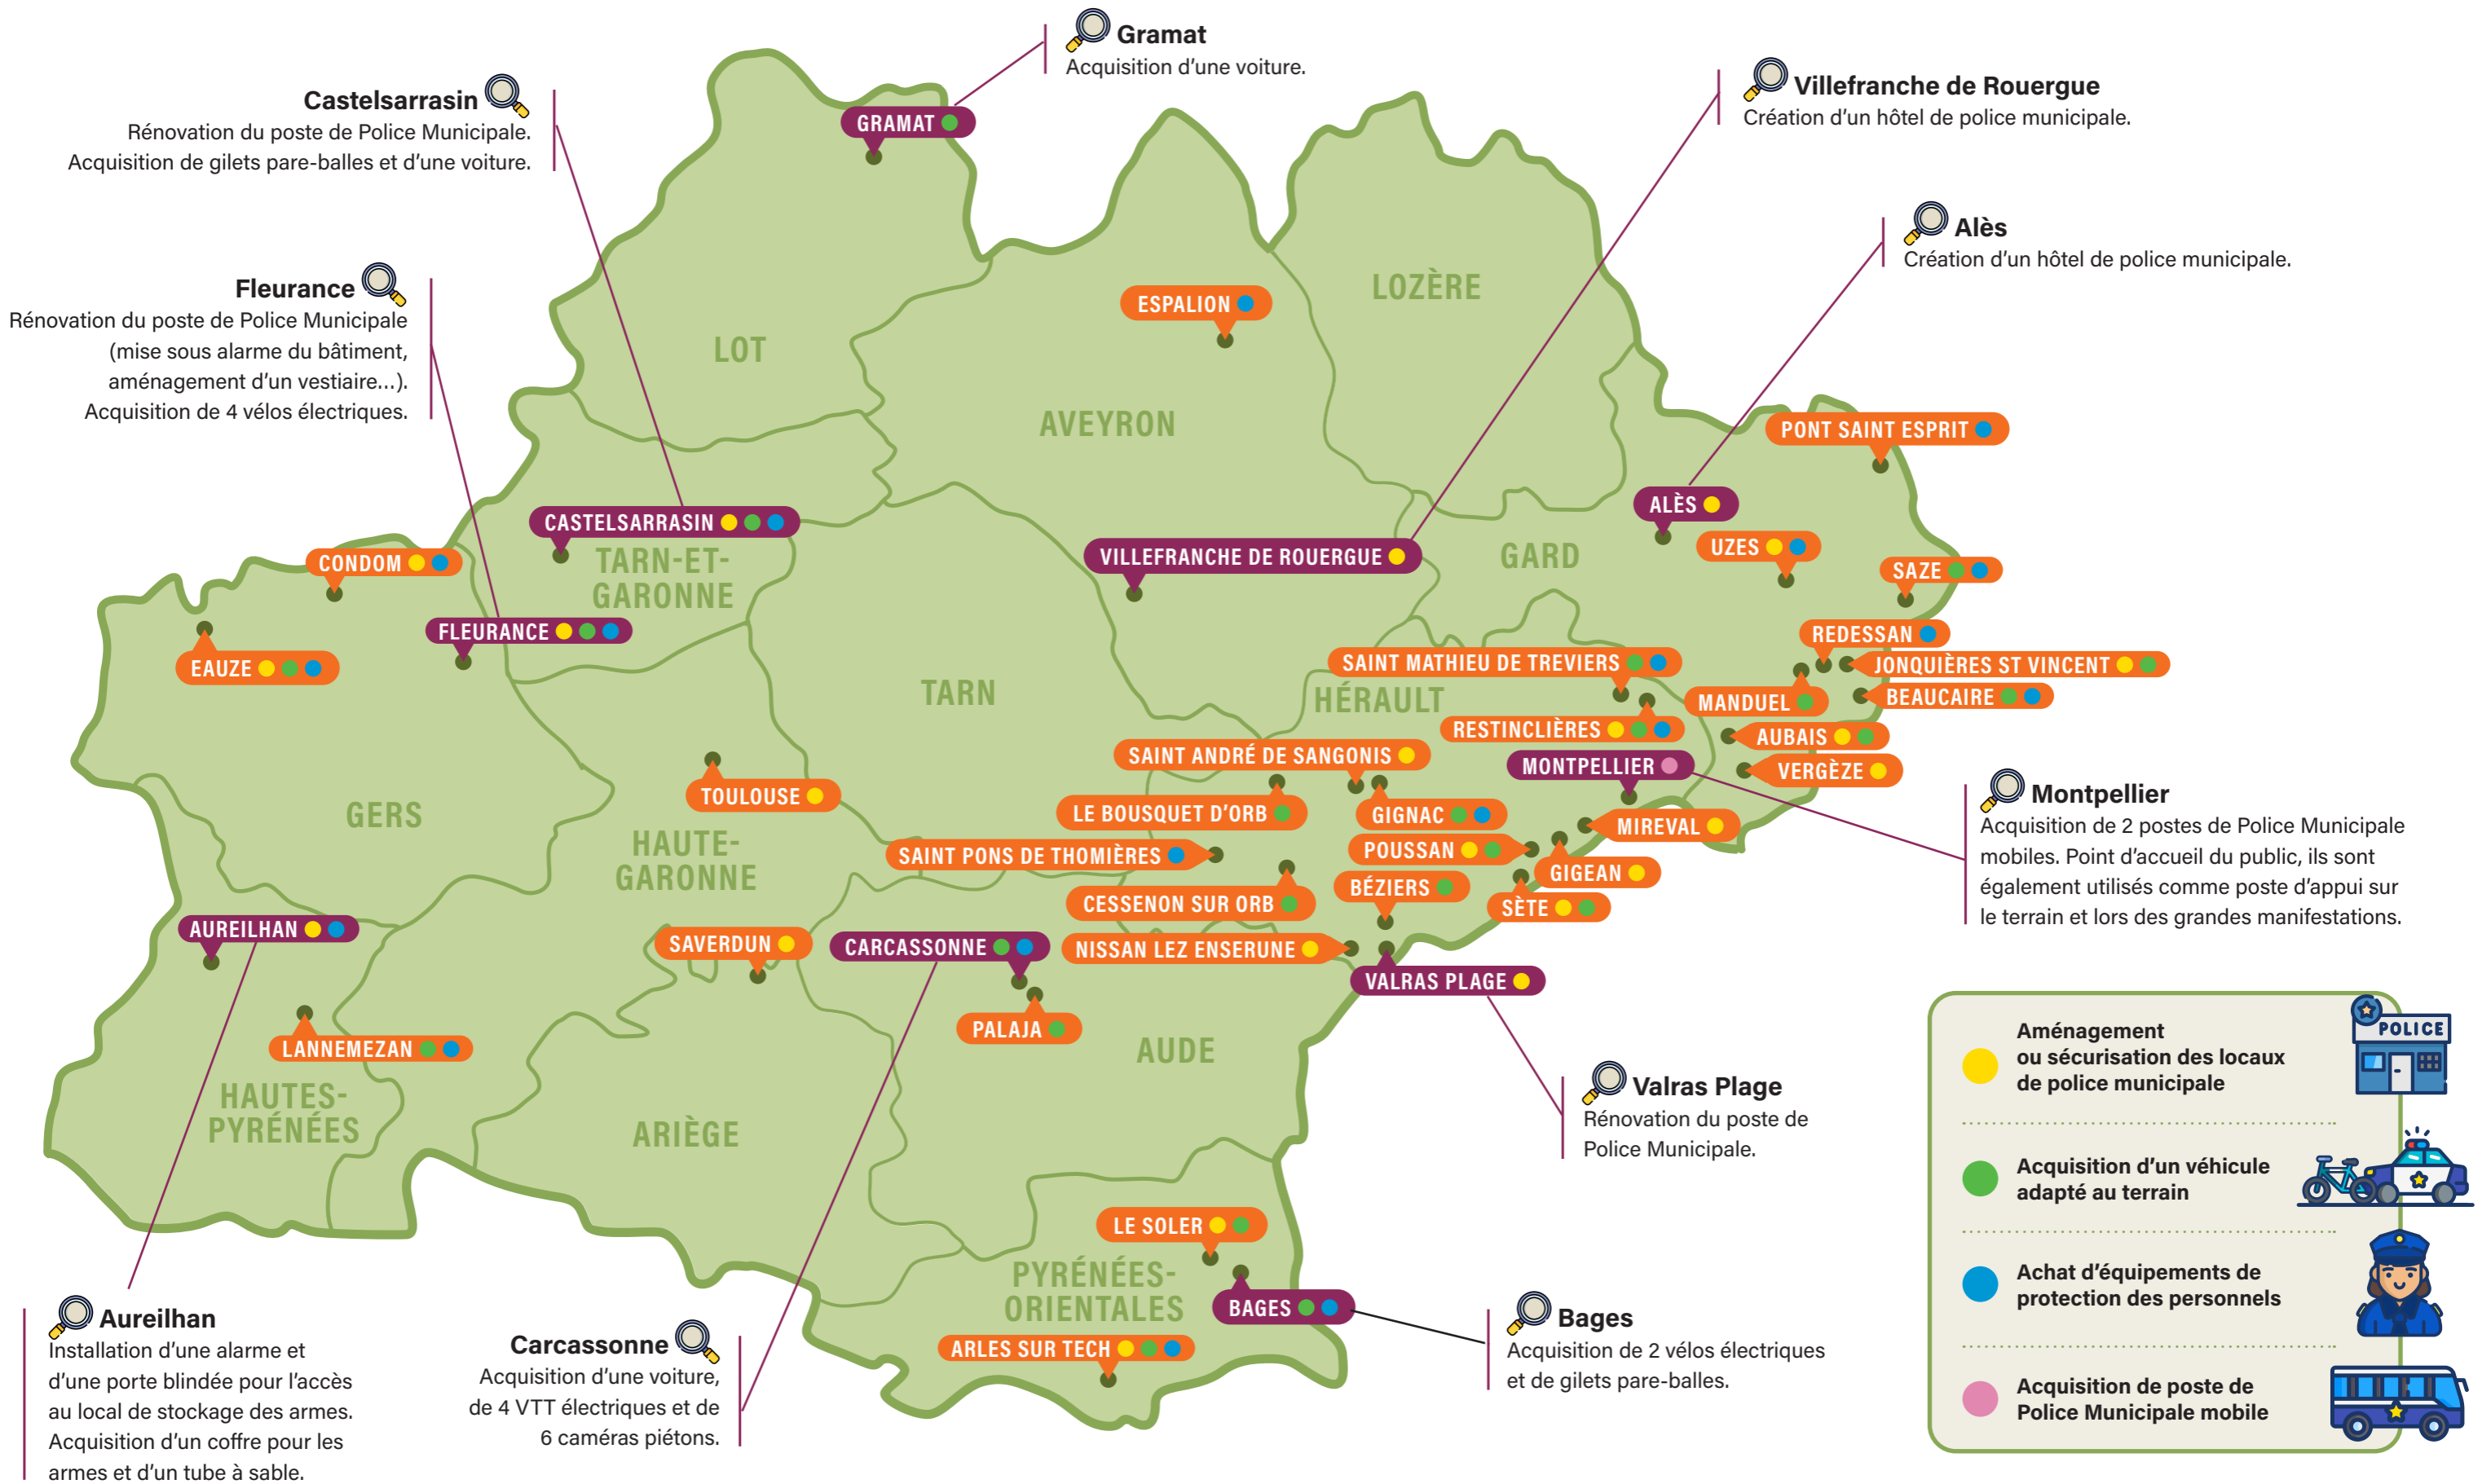 Gramat
Acquisition d'une voiture.
Castelsarrasin
Rénovation du poste de Police Municipale.
Acquisition de gilets pare-balles et d'une voiture.
Villefranche de Rouergue
Création d'un hôtel de police municipale.
Alès
Création d'un hôtel de police municipale.
Fleurance
Rénovation du poste de Police Municipale
(mise sous alarme du bâtiment,
aménagement d'un vestiaire...).
Acquisition de 4 vélos électriques.
GRAMAT
ESPALION
LOZÈRE
LOT
AVEYRON
PONT SAINT ESPRIT
ALÈS
CASTELSARRASIN
TARN-ET-
GARONNE
VILLEFRANCHE DE ROUERGUE
GARD
UZES
SAZE
CONDOM
FLEURANCE
EAUZE
REDESSAN
SAINT MATHIEU DE TREVIERS
JONQUIÈRES ST VINCENT
TARN
HÉRAULT
MANDUEL
BEAUCAIRE
RESTINCLIÈRES
AUBAIS
SAINT ANDRÉ DE SANGONIS
MONTPELLIER
VERGÈZE
TOULOUSE
GERS
LE BOUSQUET D'ORB
GIGNAC
MIREVAL
HAUTE-
GARONNE
SAINT PONS DE THOMIÈRES
POUSSAN
GIGEAN
BÉZIERS
CESSENON SUR ORB
SÈTE
AUREILHAN
SAVERDUN
CARCASSONNE
NISSAN LEZ ENSERUNE
VALRAS PLAGE
PALAJA
LANNEMEZAN
AUDE
HAUTES-
PYRÉNÉES
ARIÈGE
LE SOLER
PYRÉNÉES-
ORIENTALES
BAGES
ARLES SUR TECH
Montpellier
Acquisition de 2 postes de Police Municipale
mobiles. Point d'accueil du public, ils sont
également utilisés comme poste d'appui sur
le terrain et lors des grandes manifestations.
Valras Plage
Rénovation du poste de
Police Municipale.
Bages
Acquisition de 2 vélos électriques
et de gilets pare-balles.
Aureilhan
Installation d'une alarme et
d'une porte blindée pour l'accès
au local de stockage des armes.
Acquisition d'un coffre pour les
armes et d'un tube à sable.
Carcassonne
Acquisition d'une voiture,
de 4 VTT électriques et de
6 caméras piétons.
Aménagement
ou sécurisation des locaux
de police municipale
POLICE
Acquisition d'un véhicule
adapté au terrain
Achat d'équipements de
protection des personnels
Acquisition de poste de
Police Municipale mobile